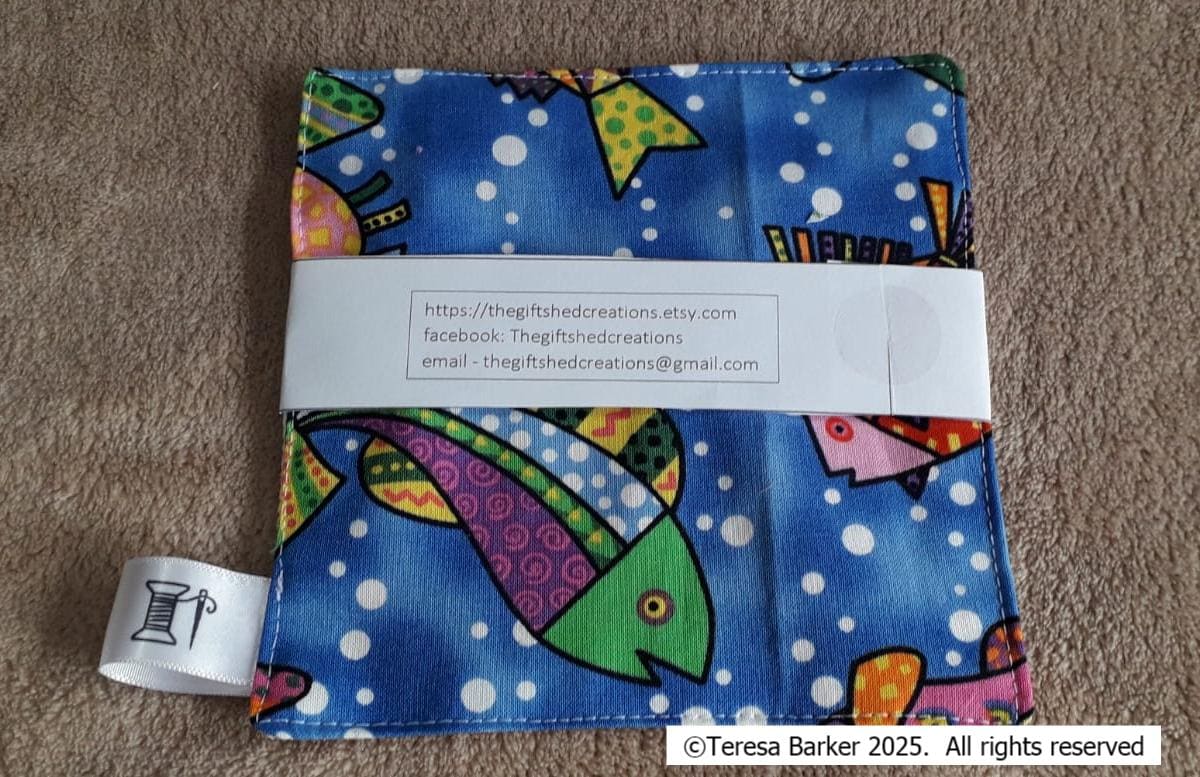 https://thegiftshedcreations.etsy.com
facebook: Thegiftshedcreations
email - thegiftshedcreations@gmail.com
©Teresa Barker 2025.  All rights reserved